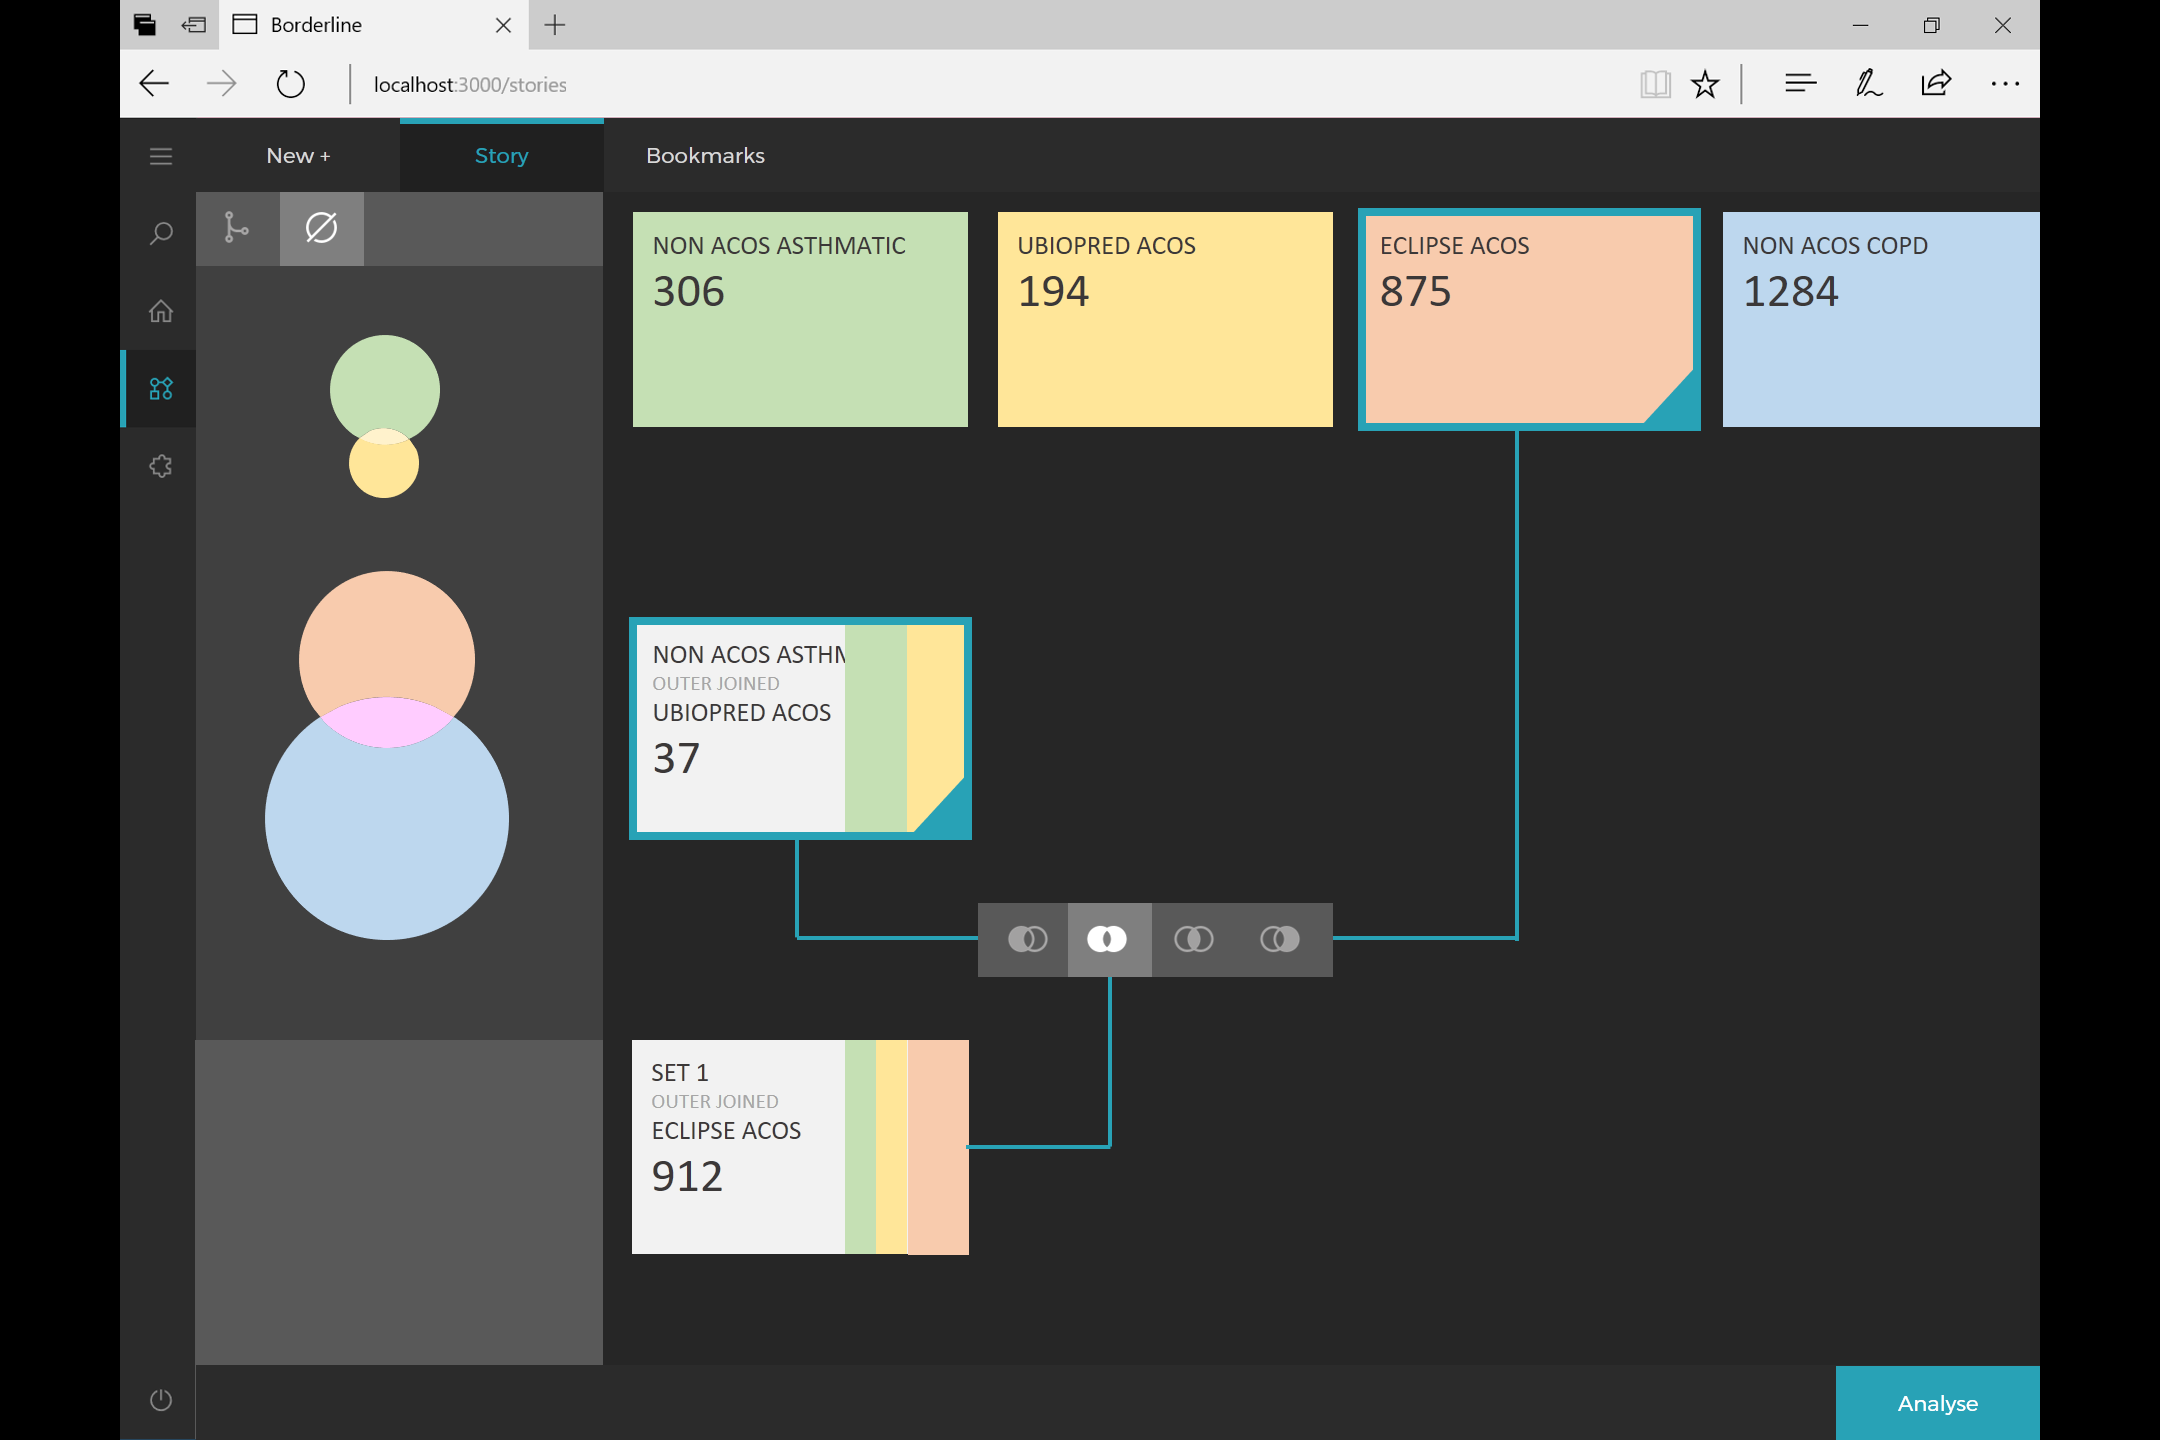 Borderline
localhost:3000/stories
New +
Story
Bookmarks
NON ACOS ASTHMATIC
306
UBIOPRED ACOS
194
ECLIPSE ACOS
875
NON ACOS COPD
1284
NON ACOS ASTHM
OUTER JOINED
UBIOPRED ACOS
37
SET 1
OUTER JOINED
ECLIPSE ACOS
912
Analyse